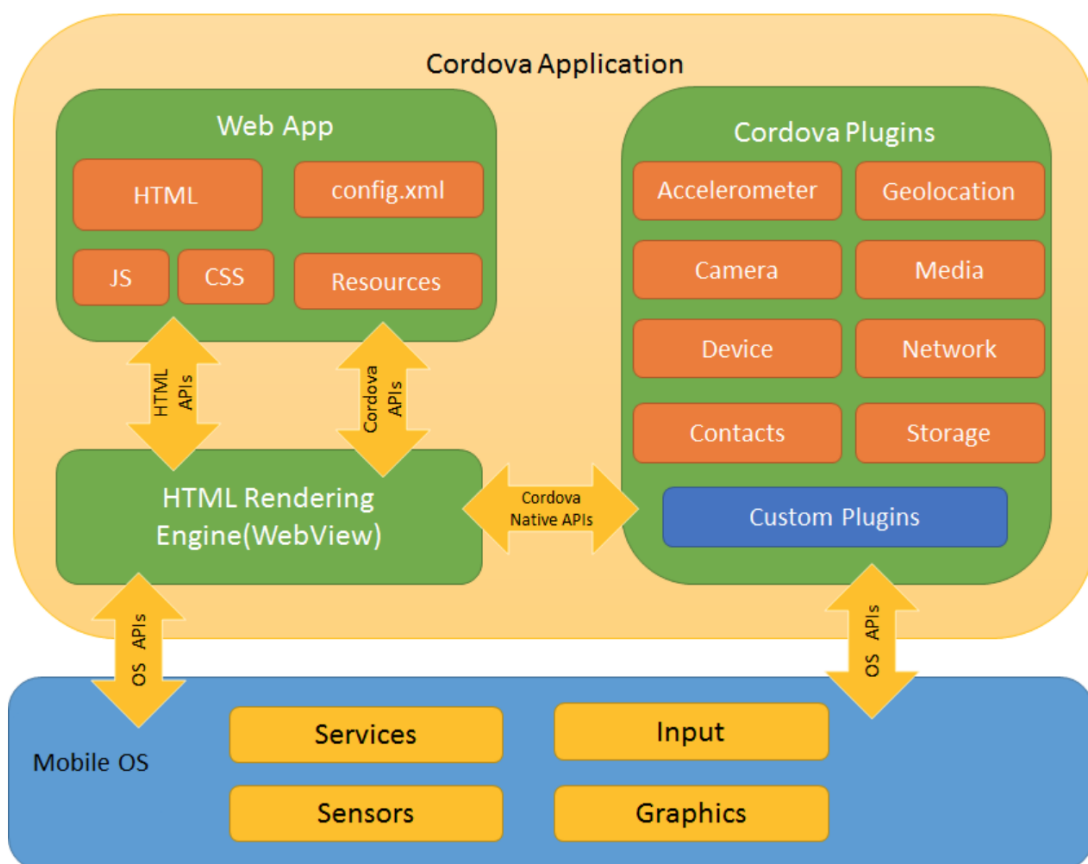 Cordova Application
Web App
HTML
config.xml
JS
CSS
Resources
HTML
APIs
Cordova
APIs
HTML Rendering
Engine(WebView)
Cordova
Native APIs
Cordova Plugins
Accelerometer
Geolocation
Camera
Media
Device
Network
Contacts
Storage
Custom Plugins
OS APIs
OS APIs
Mobile OS
Services
Input
Sensors
Graphics